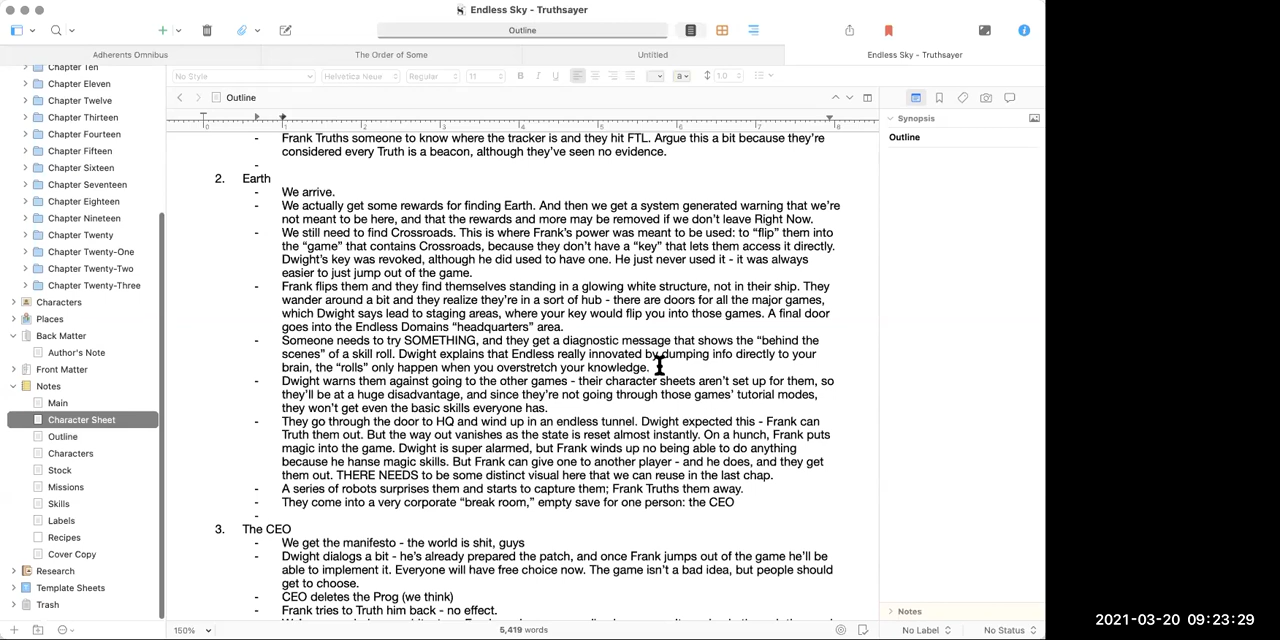 Endless Sky - Truthsayer
Outline
Adherents Omnibus
The Order of Some
Untitled
Endless Sky - Truthsayer
No Style
Helvetica Neue
Regular
11
B I U
a
1.0
Outline
0 1 2 3 4 5 6 7 8
Chapter Ten
Chapter Eleven
Chapter Twelve
Chapter Thirteen
Chapter Fourteen
Chapter Fifteen
Chapter Sixteen
Chapter Seventeen
Chapter Eighteen
Chapter Nineteen
Chapter Twenty
Chapter Twenty-One
Chapter Twenty-Two
Chapter Twenty-Three
Characters
Places
Back Matter
Author's Note
Front Matter
Notes
Main
Character Sheet
Outline
Characters
Stock
Missions
Skills
Labels
Recipes
Cover Copy
Research
Template Sheets
Trash
- Frank Truths someone to know where the tracker is and they hit FTL. Argue this a bit because they're
considered every Truth is a beacon, although they've seen no evidence.
-
2. Earth
- We arrive.
- We actually get some rewards for finding Earth. And then we get a system generated warning that we're
not meant to be here, and that the rewards and more may be removed if we don't leave Right Now.
- We still need to find Crossroads. This is where Frank's power was meant to be used: to "flip" them into
the "game" that contains Crossroads, because they don't have a "key" that lets them access it directly.
Dwight's key was revoked, although he did used to have one. He just never used it - it was always
easier to just jump out of the game.
- Frank flips them and they find themselves standing in a glowing white structure, not in their ship. They
wander around a bit and they realize they're in a sort of hub - there are doors for all the major games,
which Dwight says lead to staging areas, where your key would flip you into those games. A final door
goes into the Endless Domains "headquarters" area.
- Someone needs to try SOMETHING, and they get a diagnostic message that shows the "behind the
scenes" of a skill roll. Dwight explains that Endless really innovated by dumping info directly to your
brain, the "rolls" only happen when you overstretch your knowledge.
- Dwight warns them against going to the other games - their character sheets aren't set up for them, so
they'll be at a huge disadvantage, and since they're not going through those games' tutorial modes,
they won't get even the basic skills everyone has.
- They go through the door to HQ and wind up in an endless tunnel. Dwight expected this - Frank can
Truth them out. But the way out vanishes as the state is reset almost instantly. On a hunch, Frank puts
magic into the game. Dwight is super alarmed, but Frank winds up no being able to do anything
because he hanse magic skills. But Frank can give one to another player - and he does, and they get
them out. THERE NEEDS to be some distinct visual here that we can reuse in the last chap.
- A series of robots surprises them and starts to capture them; Frank Truths them away.
- They come into a very corporate "break room," empty save for one person: the CEO
-
3. The CEO
- We get the manifesto - the world is shit, guys
- Dwight dialogs a bit - he's already prepared the patch, and once Frank jumps out of the game he'll be
able to implement it. Everyone will have free choice now. The game isn't a bad idea, but people should
get to choose.
- CEO deletes the Prog (we think)
- Frank tries to Truth him back - no effect.
Synopsis
Outline
Notes
150%
5,419 words
No Label
No Status
2021-03-20 09:23:29